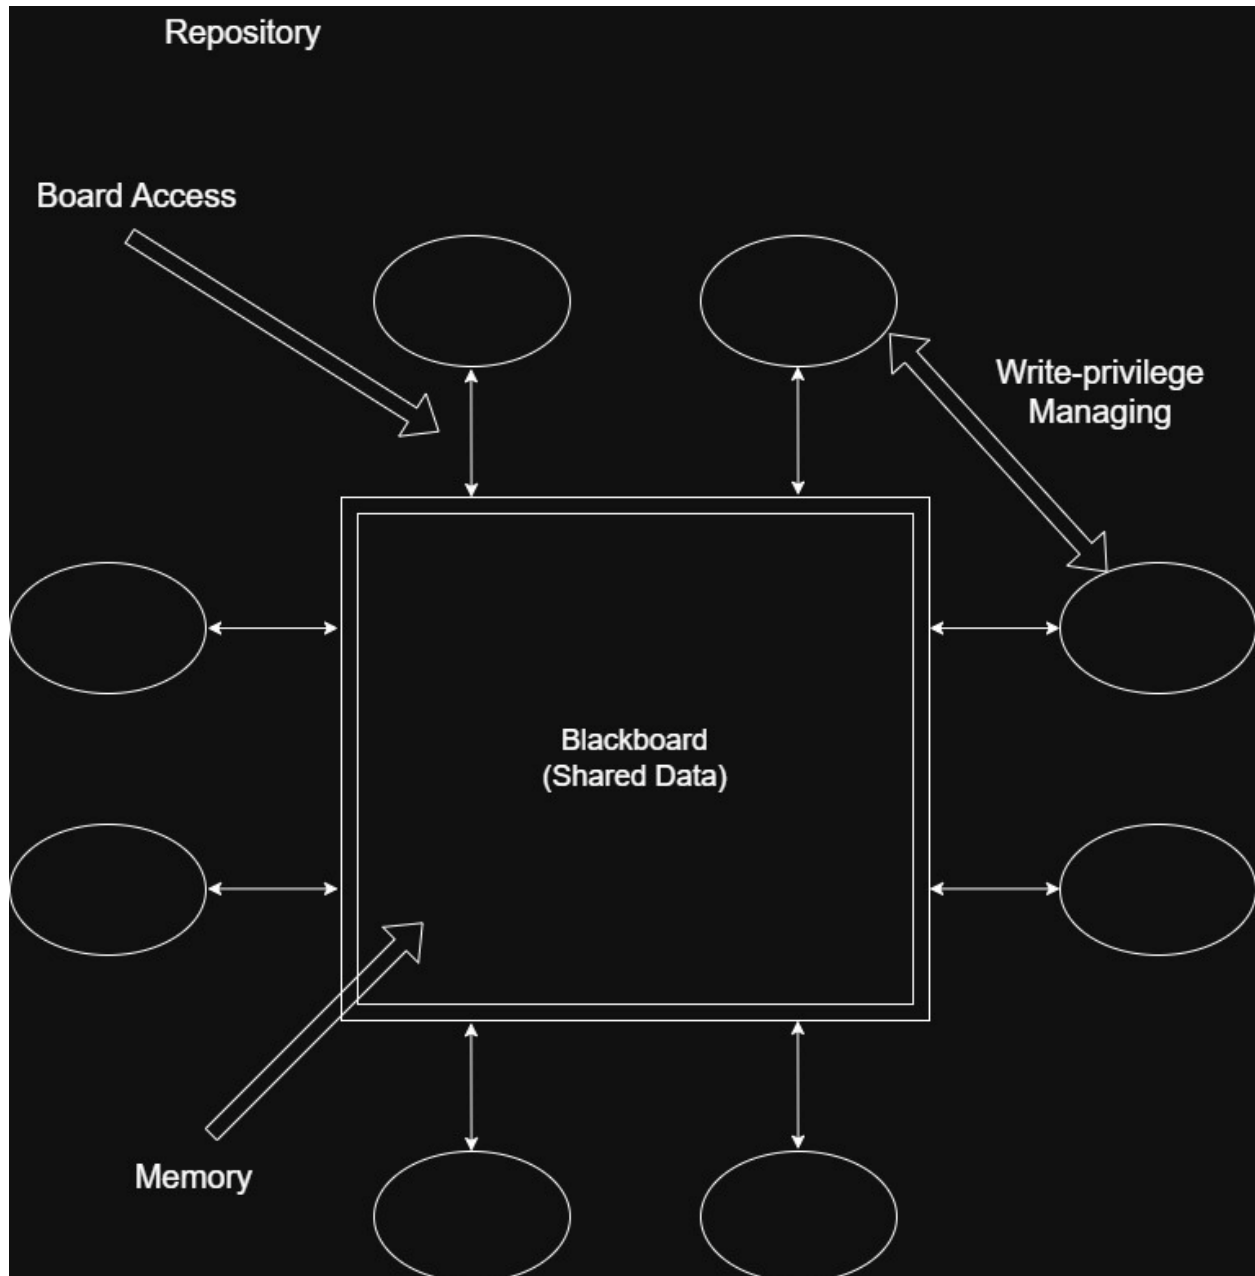 Repository
Board Access
Write-privilege
Managing
Blackboard
(Shared Data)
Memory